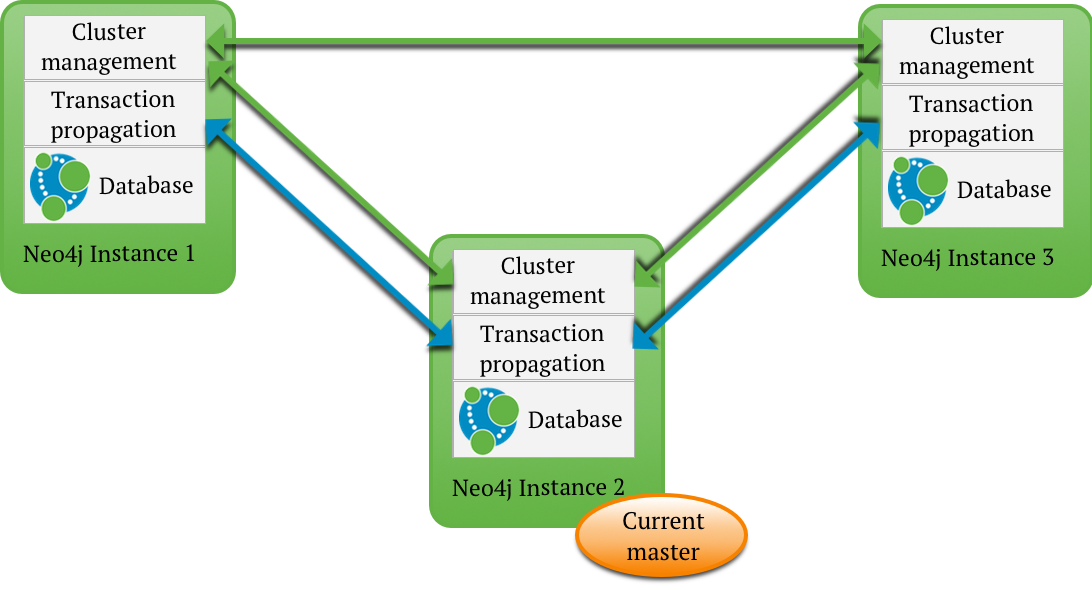 Cluster
management
Transaction
propagation
Database
Neo4j Instance 1
Cluster
management
Transaction
propagation
Database
Neo4j Instance 3
Cluster
management
Transaction
propagation
Database
Neo4j Instance 2
Current
master